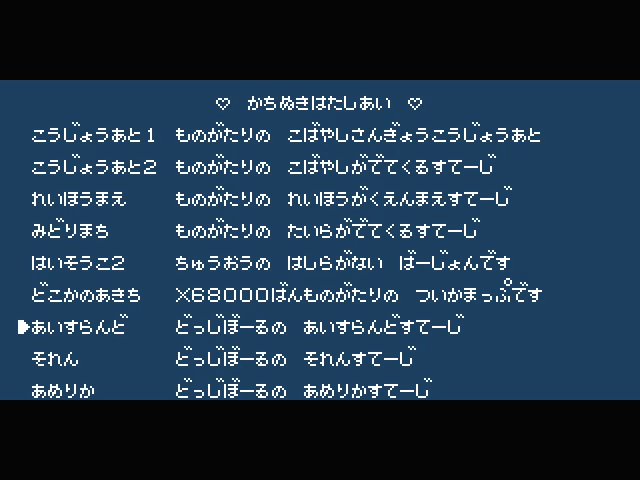 ♡ かちぬきはたしあい ♡
こうじょうあと1 ものがたりの こばやしさんぎょうこうじょうあと
こうじょうあと2 ものがたりの こばやしがでてくるすてーじ
れいほうまえ ものがたりの れいほうがくえんまえすてーじ
みどりまち ものがたりの たいらがでてくるすてーじ
はいそうこ2 ちゅうおうの はしらがない ばーじょんです
どこかのあきち X68000ばんものがたりの ついかまっぷです
あいすらんど どっじぼーるの あいすらんどすてーじ
それん どっじぼーるの それんすてーじ
あめりか どっじぼーるの あめりかすてーじ